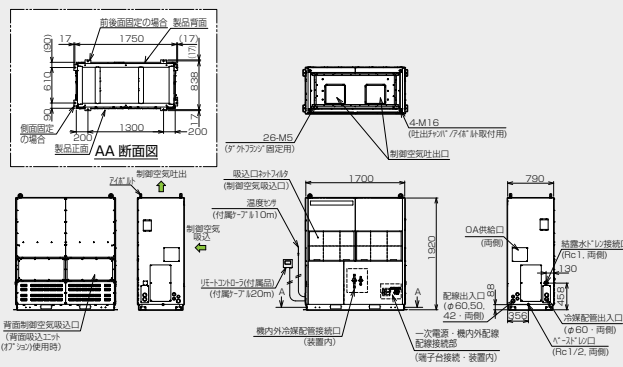 前後面固定の場合
製品背面
17
1750
(17)
(90)
610
90
(17)
838
17
側面固定
の場合
200
1300
200
製品正面
AA 断面図
26-M5
(ダクトフランジ固定用)
4-M16
(吐出チャンバ/アイボルト取付用)
制御空気吐出口
アイボルト
制御空気吐出
制御空気
吸込
背面制御空気吸込口
(背面吸込ユニット
(オプション)使用時)
吸込口ネットフィルタ
(制御空気吸込口)
温度センサ
(付属ケーブル10m)
リモートコントローラ(付属品)
(付属ケーブル20m)
1700
1920
A
A
機内外冷媒配管接続口
(装置内)
一次電源・機内外配線
配線接続部
(端子台接続・装置内)
790
OA供給口
(両側)
結露水ドレン接続口
(Rc1, 両側)
130
458
88
356
配線出入口
(φ60,50,
42・両側)
冷媒配管出入口
(φ60・両側)
ベースドレン口
(Rc1/2, 両側)